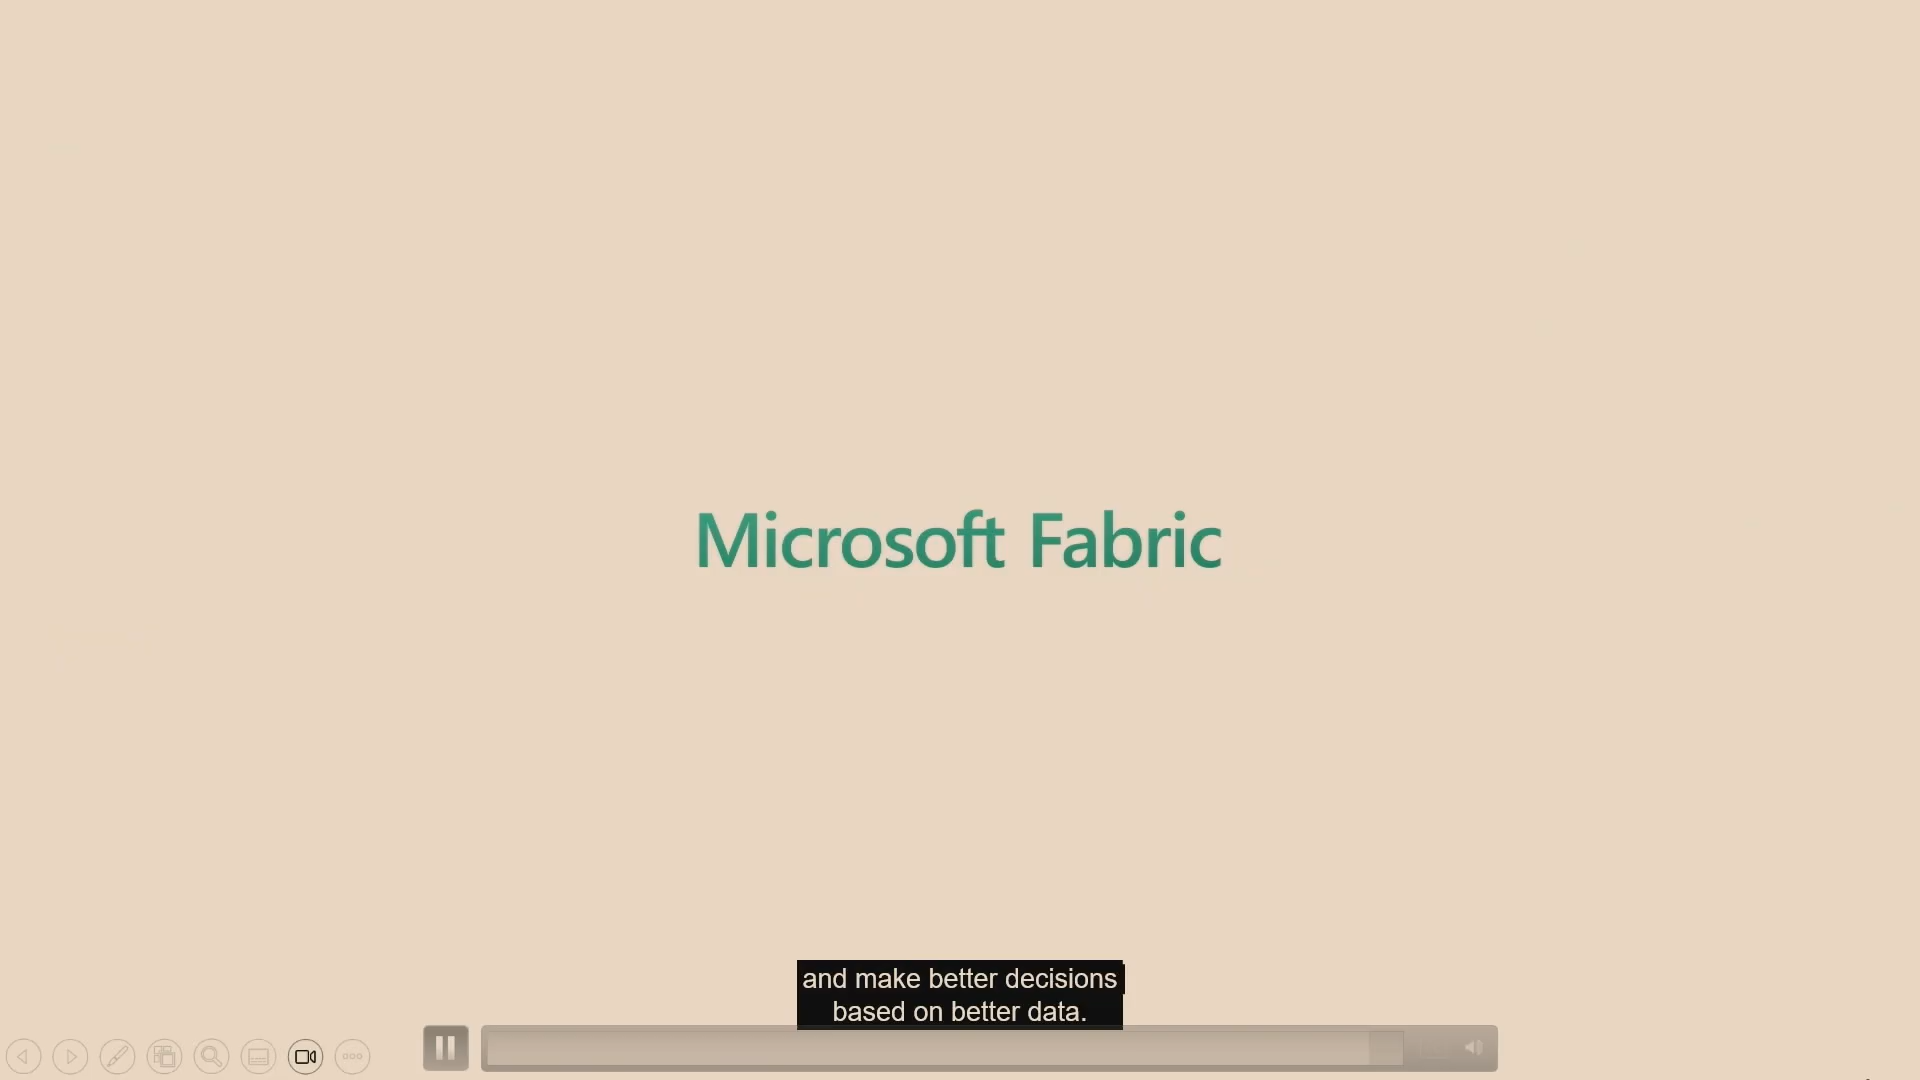 Microsoft Fabric
and make better decisions
based on better data.